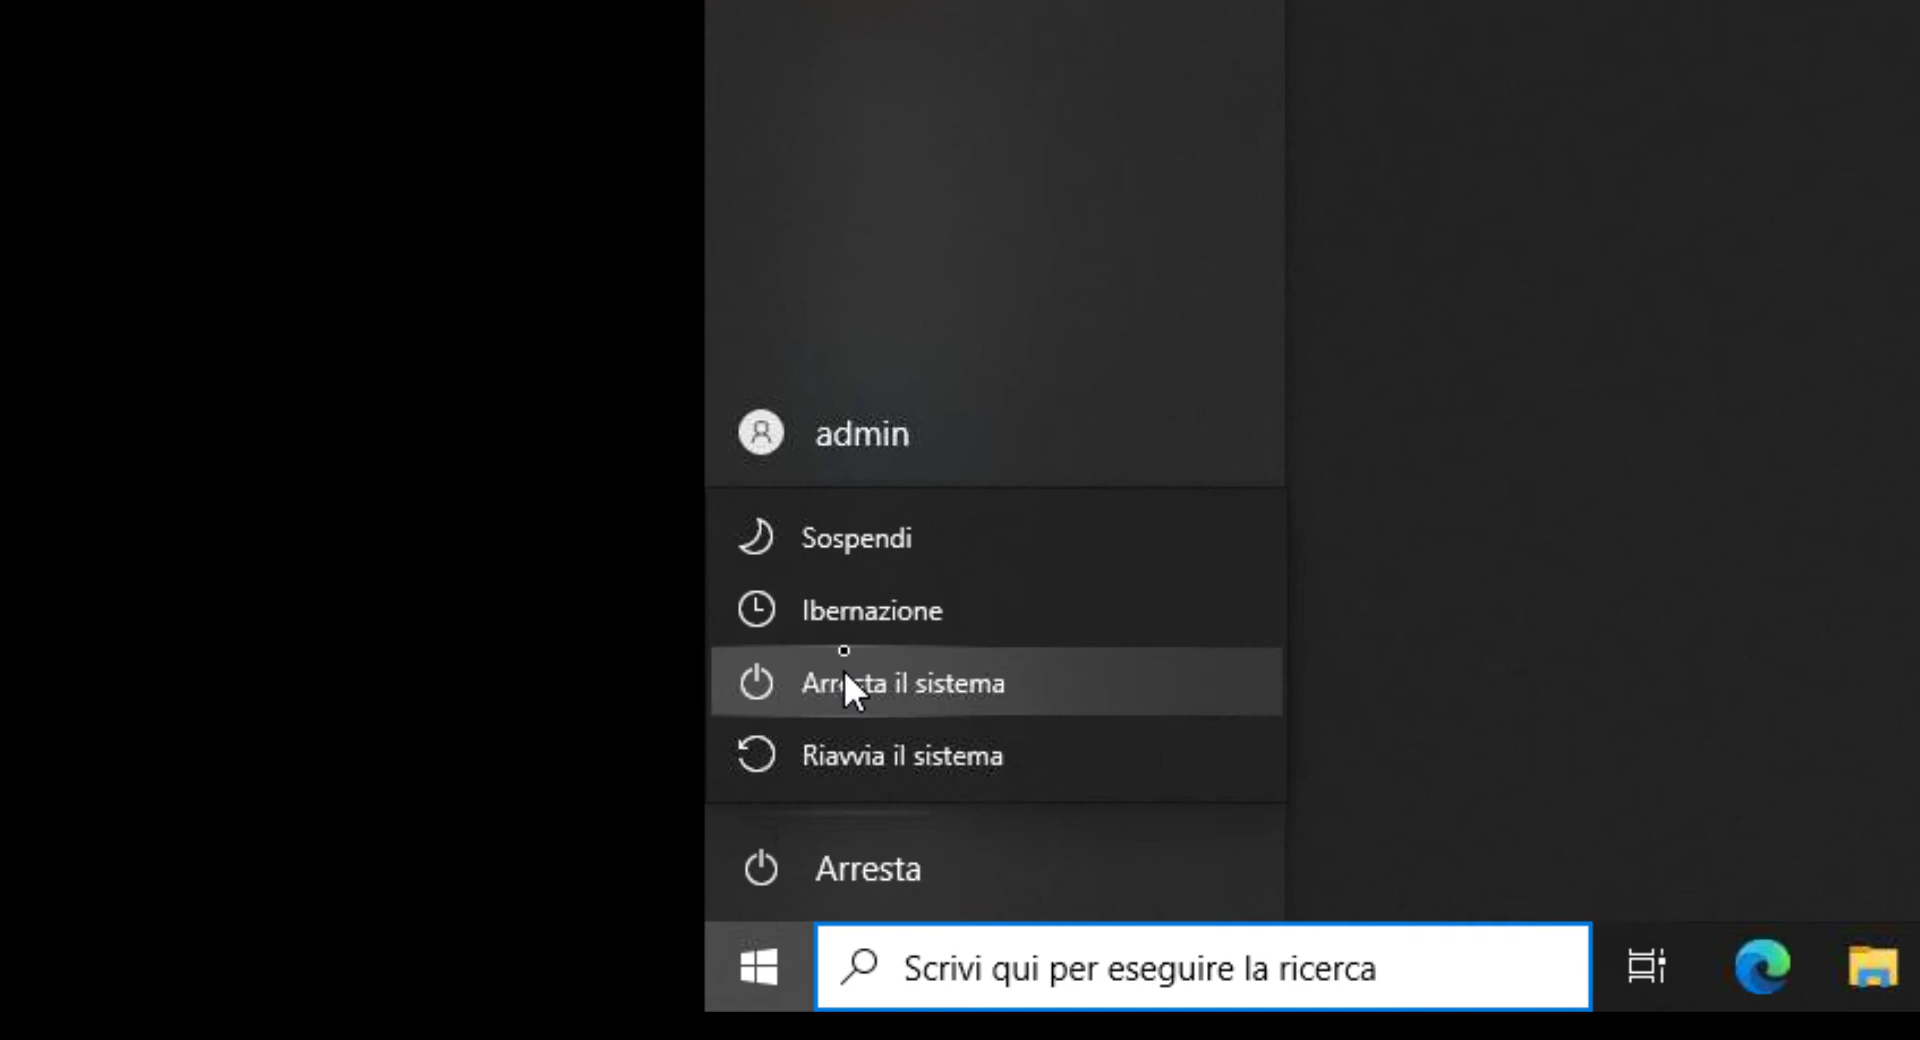 admin
Sospendi
Ibernazione
Arresta il sistema
Riavvia il sistema
Arresta
Scrivi qui per eseguire la ricerca